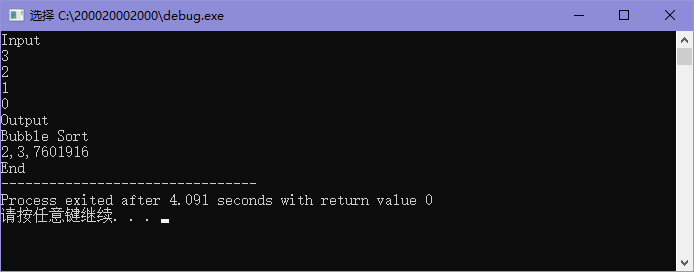 选择 C:\200020002000\debug.exe
Input
3
2
1
0
Output
Bubble Sort
2,3,7601916
End
--------------------------------
Process exited after 4.091 seconds with return value 0
请按任意键继续. . .